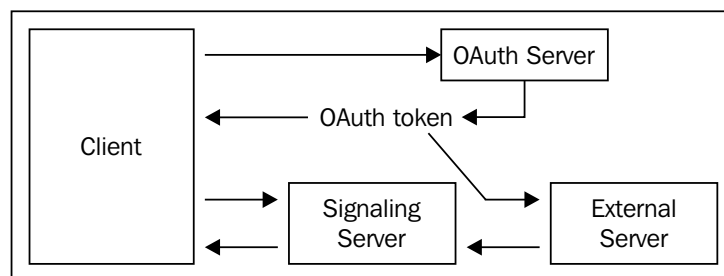 OAuth Server
OAuth token
Client
Signaling
Server
External
Server